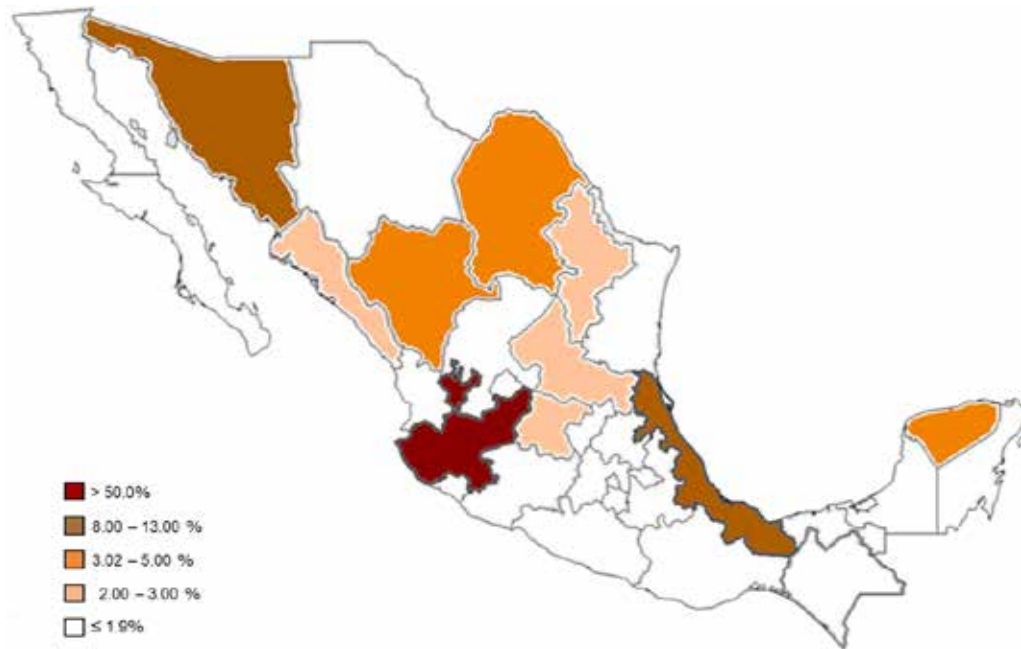 > 50.0%
8.00 – 13.00 %
3.02 – 5.00 %
2.00 – 3.00 %
≤ 1.9%